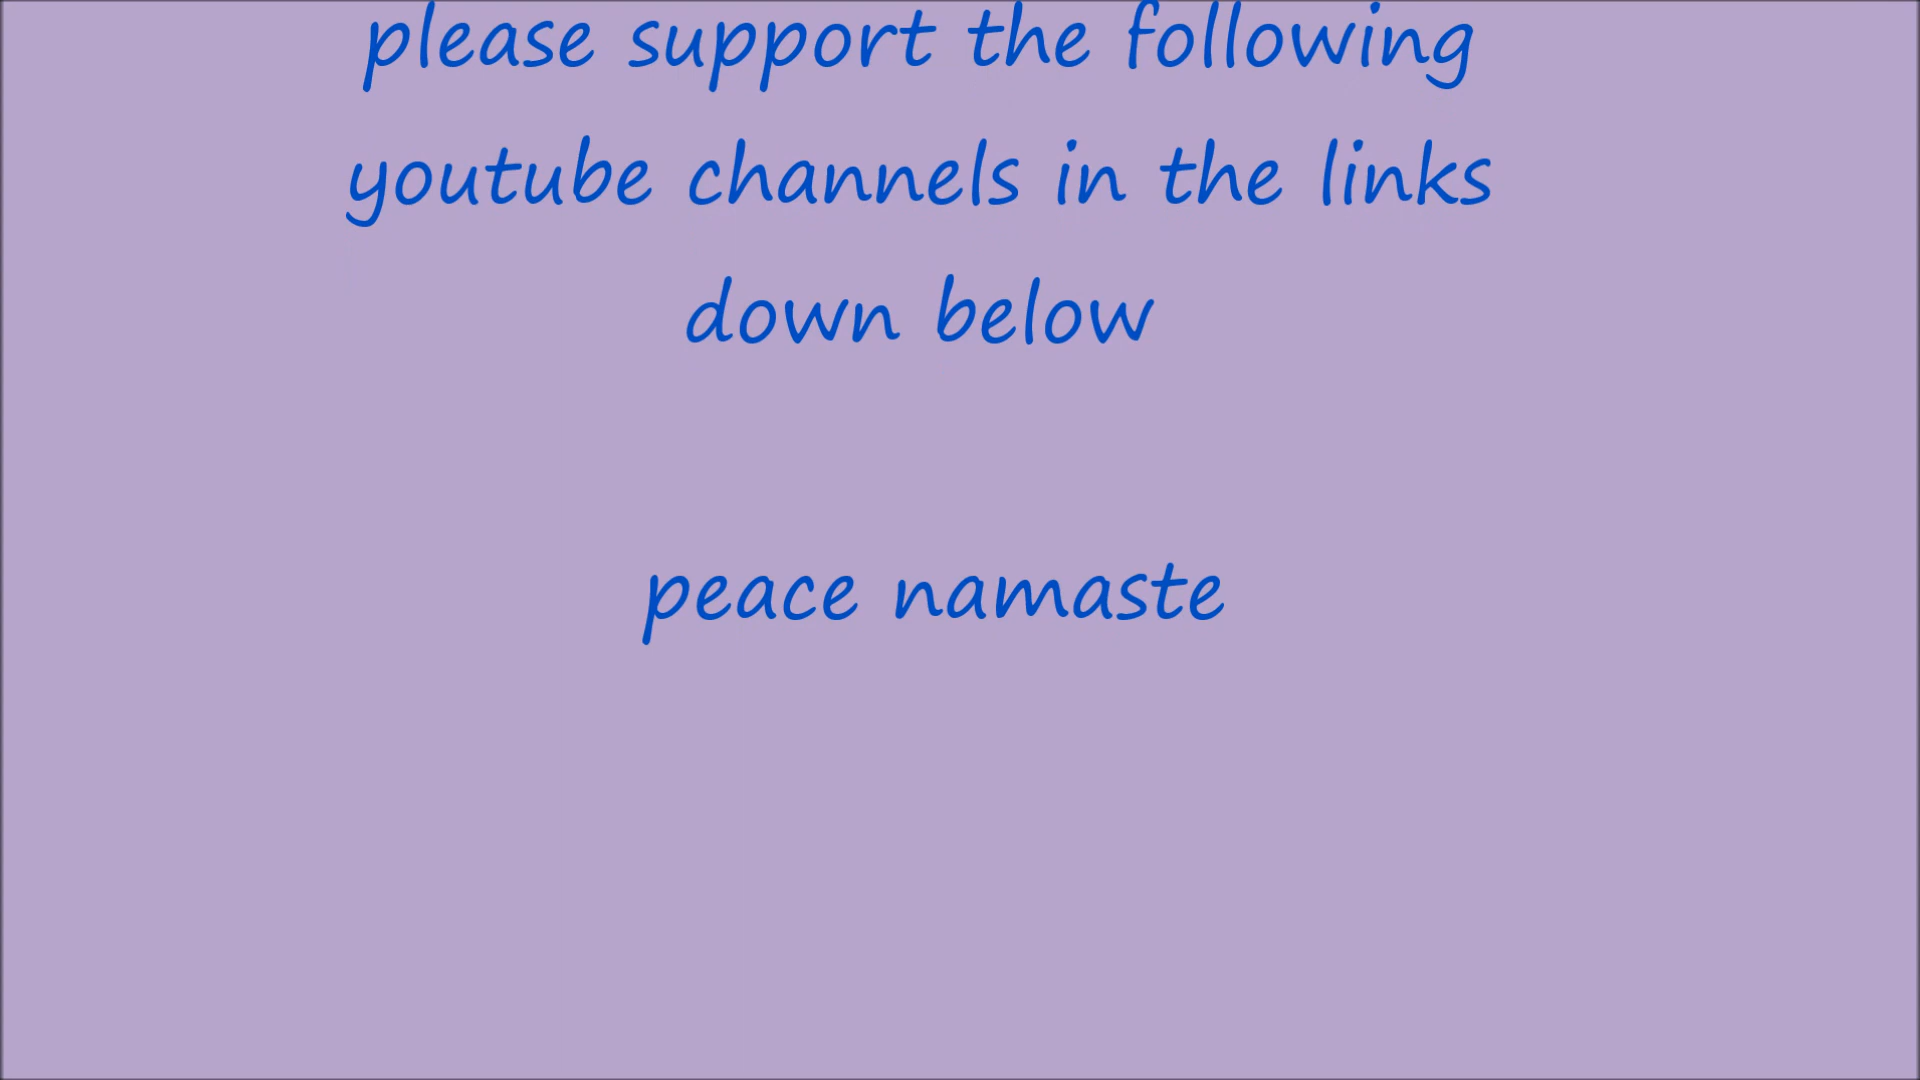 please support the following
youtube channels in the links
down below
peace namaste